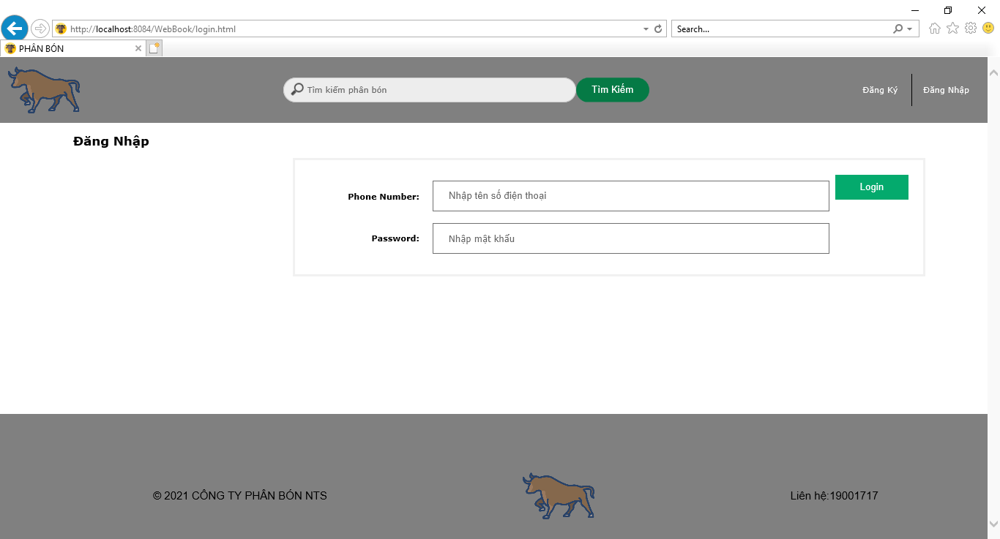 http://localhost:8084/WebBook/login.html
Search...
PHÂN BÓN
Tìm kiếm phân bón
Tìm Kiếm
Đăng Ký
Đăng Nhập
Đăng Nhập
Phone Number:
Nhập tên số điện thoại
Login
Password:
Nhập mật khẩu
© 2021 CÔNG TY PHÂN BÓN NTS
Liên hệ:19001717